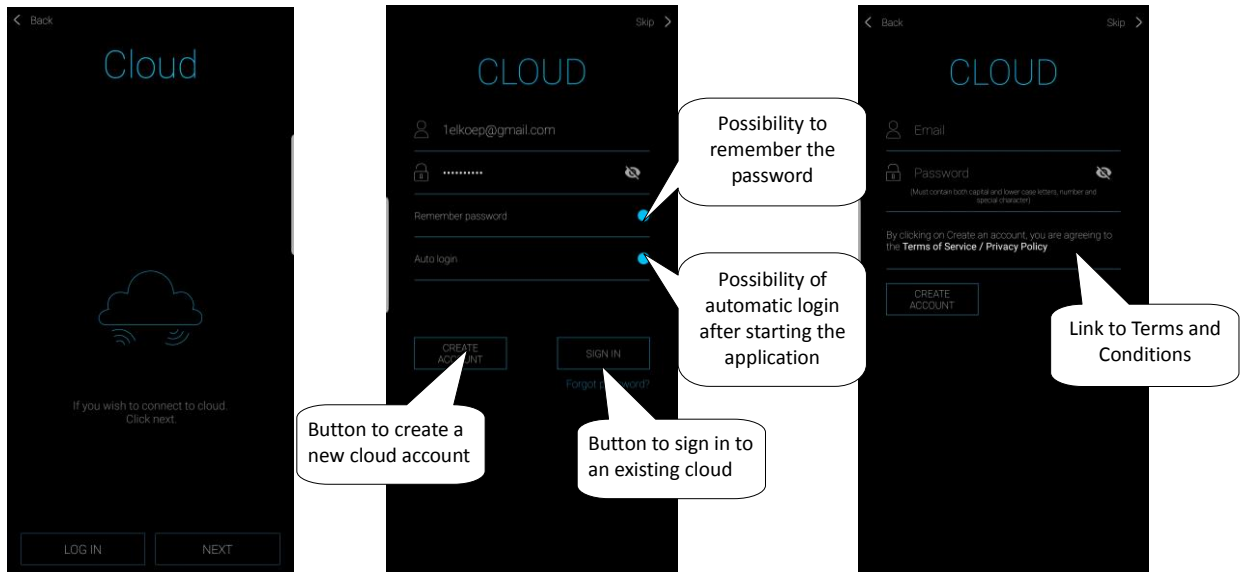 Back
Cloud
If you wish to connect to cloud.
Click next.
LOG IN
NEXT
Skip
CLOUD
1elkoep@gmail.com
••••••••••
Remember password
Auto login
CREATE
ACCOUNT
SIGN IN
Forgot password?
Possibility to
remember the
password
Possibility of
automatic login
after starting the
application
Button to create a
new cloud account
Button to sign in to
an existing cloud
Back
Skip
CLOUD
Email
Password
(Must contain both capital and lower case letters, number and
special character)
By clicking on Create an account, you are agreeing to
the Terms of Service / Privacy Policy
CREATE
ACCOUNT
Link to Terms and
Conditions